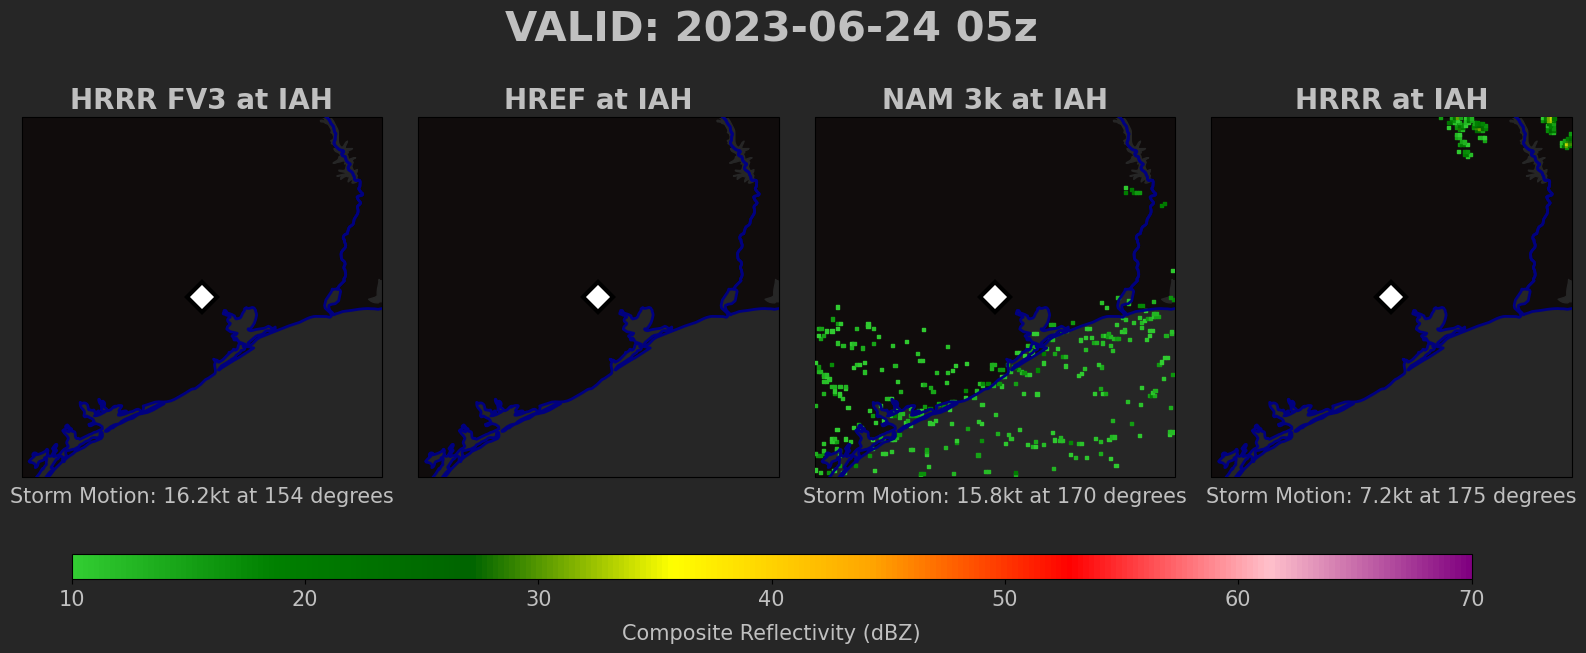 VALID: 2023-06-24 05z
HRRR FV3 at IAH
HREF at IAH
NAM 3k at IAH
HRRR at IAH
Storm Motion: 16.2kt at 154 degrees
Storm Motion: 15.8kt at 170 degrees
Storm Motion: 7.2kt at 175 degrees
10 20 30 40 50 60 70
Composite Reflectivity (dBZ)